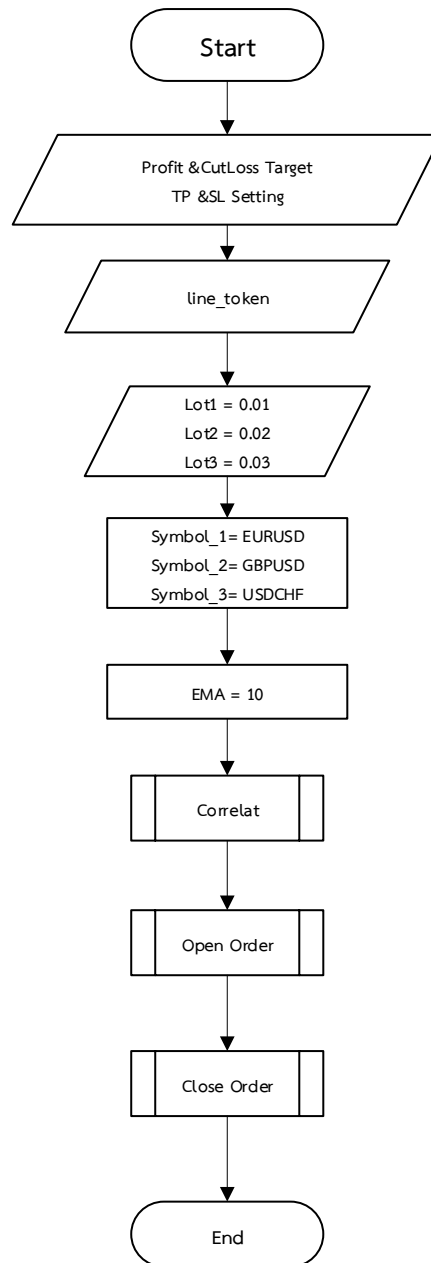 Start
Profit &CutLoss Target
TP &SL Setting
line_token
Lot1 = 0.01
Lot2 = 0.02
Lot3 = 0.03
Symbol_1= EURUSD
Symbol_2= GBPUSD
Symbol_3= USDCHF
EMA = 10
Correlat
Open Order
Close Order
End